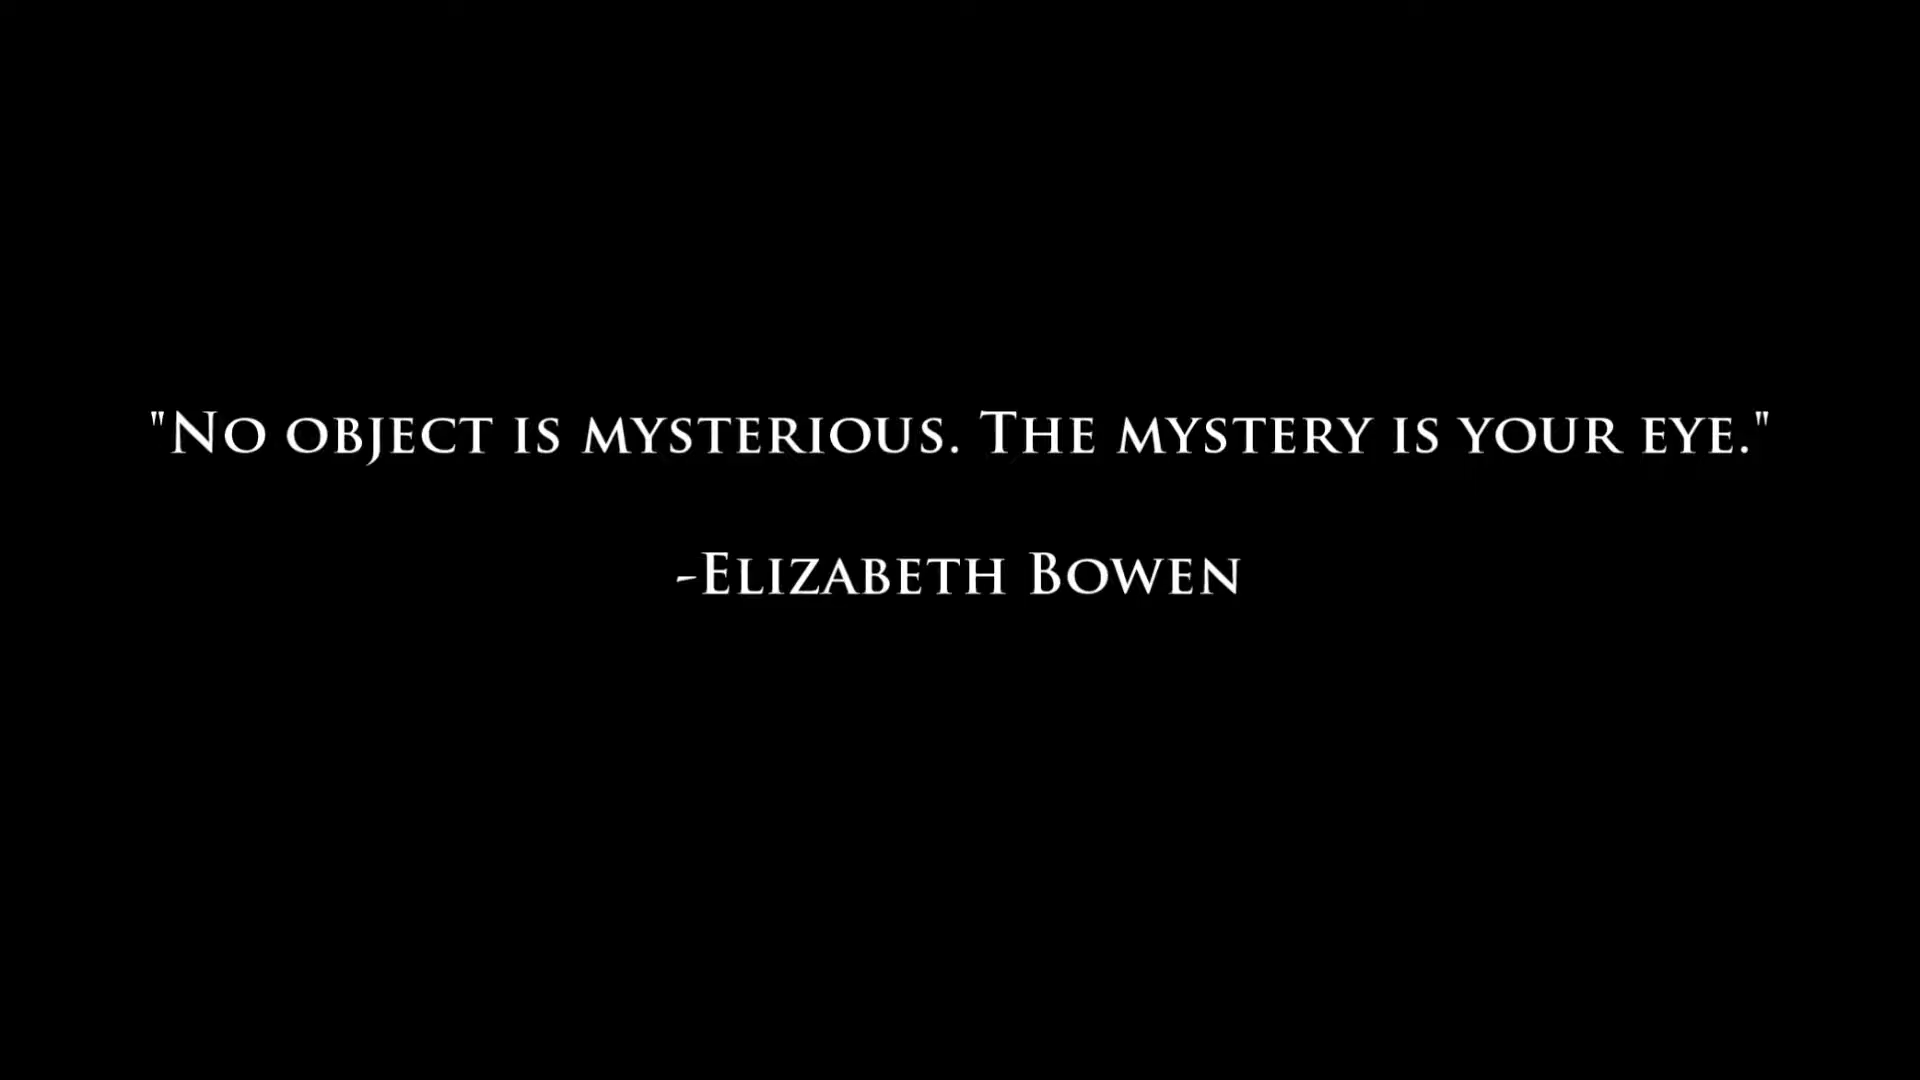 "No object is mysterious. The mystery is your eye."
-Elizabeth Bowen